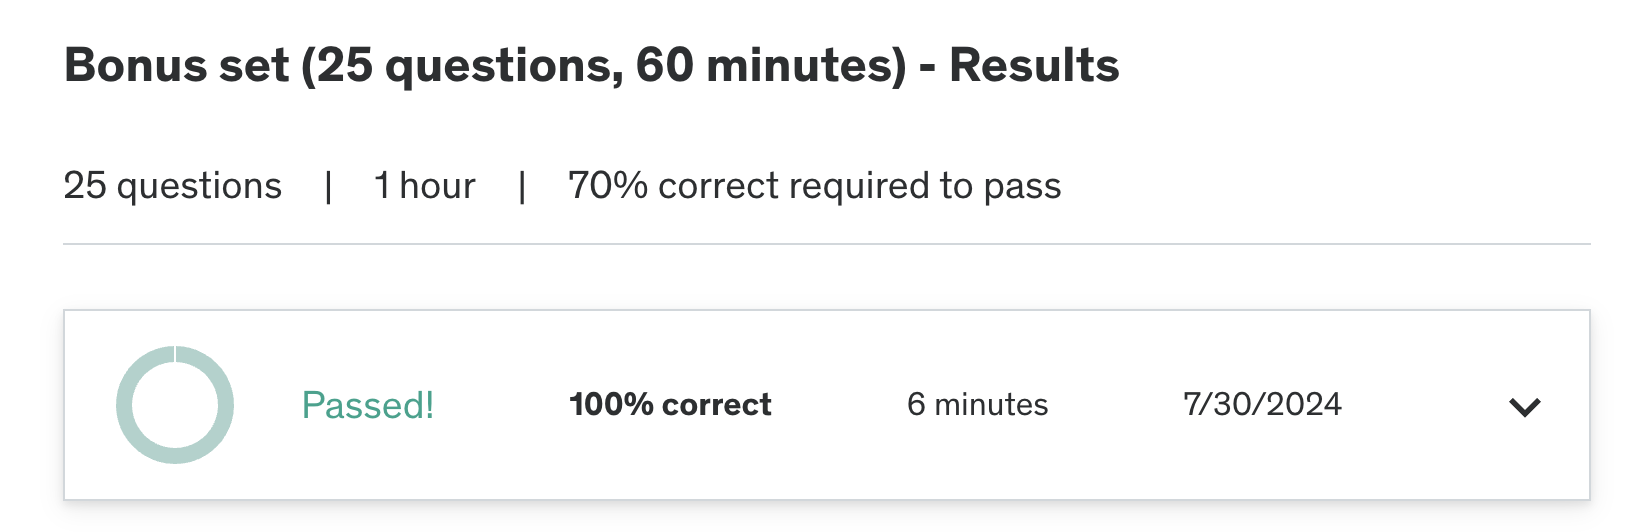 Bonus set (25 questions, 60 minutes) - Results
25 questions | 1 hour | 70% correct required to pass
Passed! 100% correct 6 minutes 7/30/2024